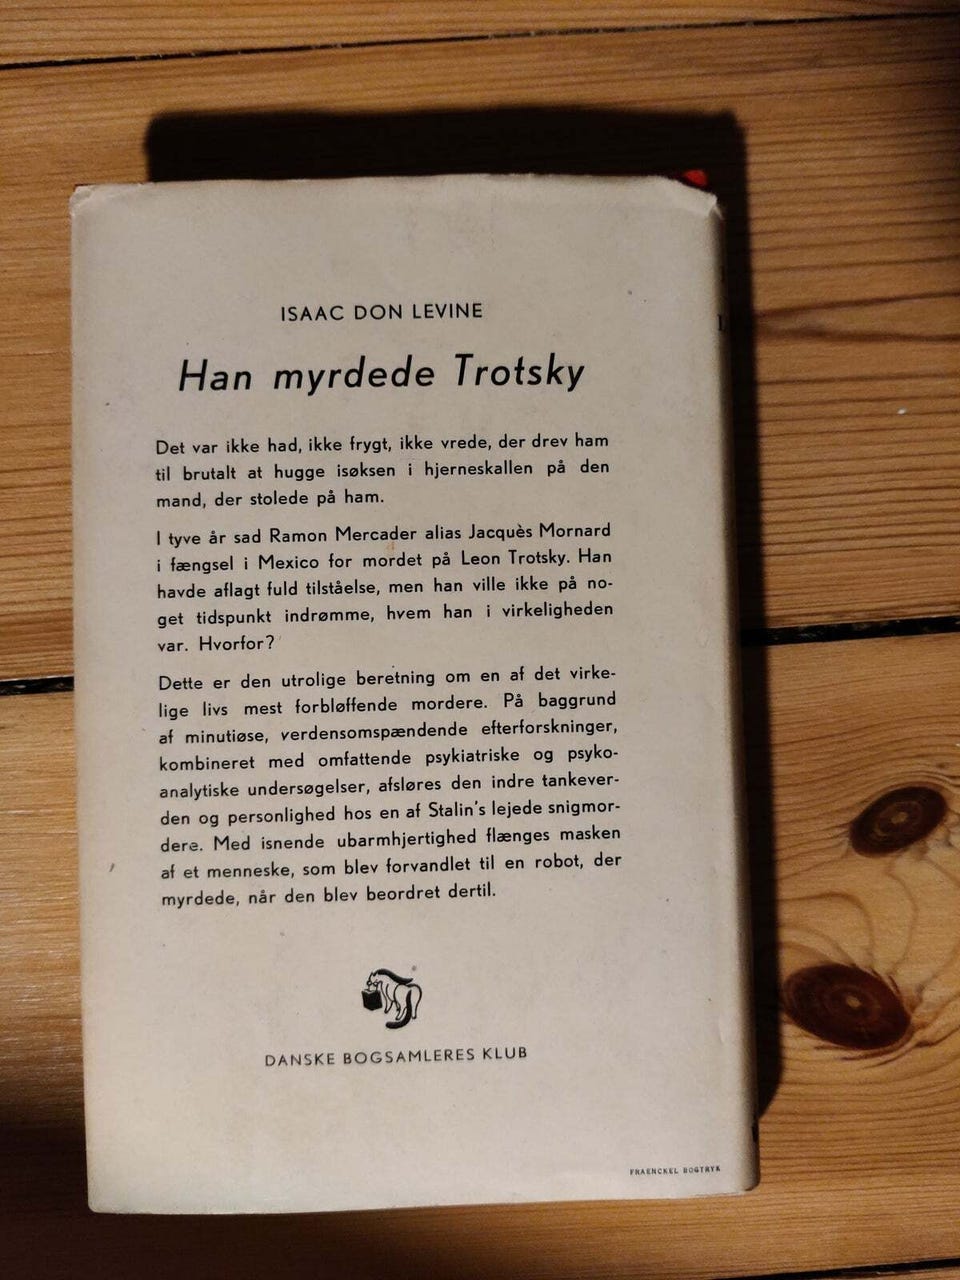 ISAAC DON LEVINE
Han myrdede Trotsky
Det var ikke had, ikke frygt, ikke vrede, der drev ham
til brutalt at hugge isøksen i hjerneskallen på den
mand, der stolede på ham.
I tyve år sad Ramon Mercader alias Jacquès Mornard
i fængsel i Mexico for mordet på Leon Trotsky. Han
havde aflagt fuld tilståelse, men han ville ikke på no-
get tidspunkt indrømme, hvem han i virkeligheden
var. Hvorfor?
Dette er den utrolige beretning om en af det virke-
lige livs mest forbløffende mordere. På baggrund
af minutiøse, verdensomspændende efterforskninger,
kombineret med omfattende psykiatriske og psyko-
analytiske undersøgelser, afsløres den indre tankever-
den og personlighed hos en af Stalin's lejede snigmor-
dere. Med isnende ubarmhjertighed flænges masken
af et menneske, som blev forvandlet til en robot, der
myrdede, når den blev beordret dertil.
DANSKE BOGSAMLERES KLUB
FRAENCKEL BOGTRYK